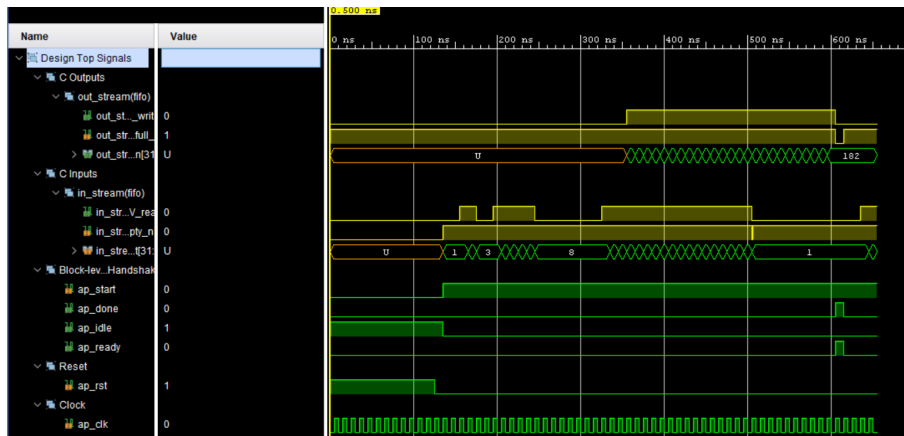 0.500 ns
Name Value
0 ns 100 ns 200 ns 300 ns 400 ns 500 ns 600 ns
Design Top Signals
C Outputs
out_stream(fifo)
out_st..._writ 0
out_str...full_ 1
out_str...n[31 U U 182
C Inputs
in_stream(fifo)
in_str...V_rea 0
in_str...pty_n 0
in_stre...t[31: U U 1 3 8 1
Block-lev...Handshak
ap_start 0
ap_done 0
ap_idle 1
ap_ready 0
Reset
ap_rst 1
Clock
ap_clk 0